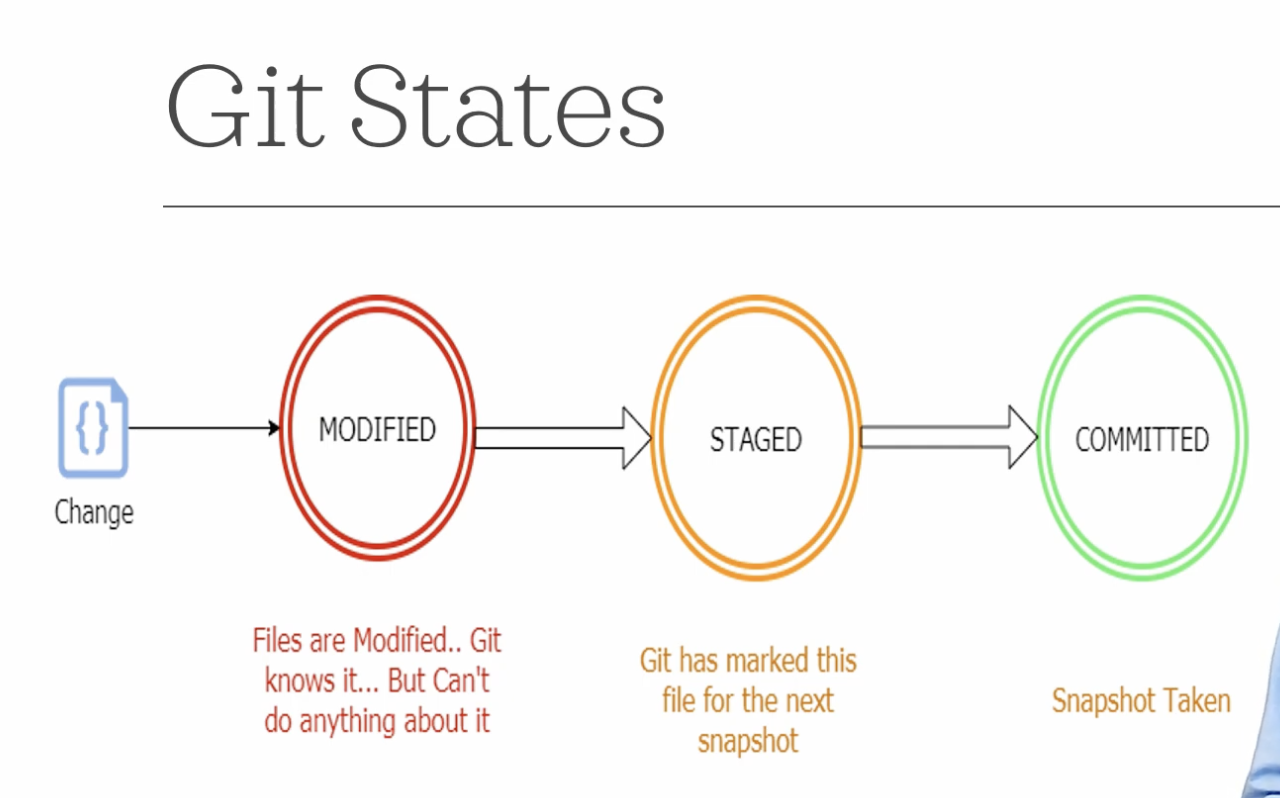 Git States
MODIFIED
STAGED
COMMITTED
{}
Change
Files are Modified.. Git
knows it... But Can't
do anything about it
Git has marked this
file for the next
snapshot
Snapshot Taken